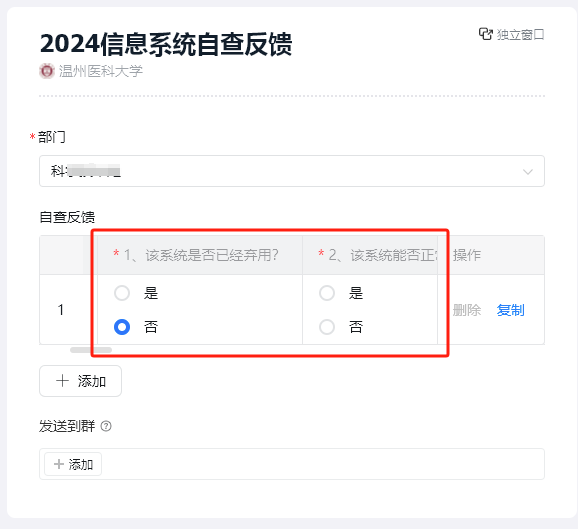 2024信息系统自查反馈
独立窗口
温州医科大学
*部门
科
自查反馈
* 1、该系统是否已经弃用? * 2、该系统能否正 操作
1
是
否
是
否
删除 复制
+ 添加
发送到群 ?
+ 添加